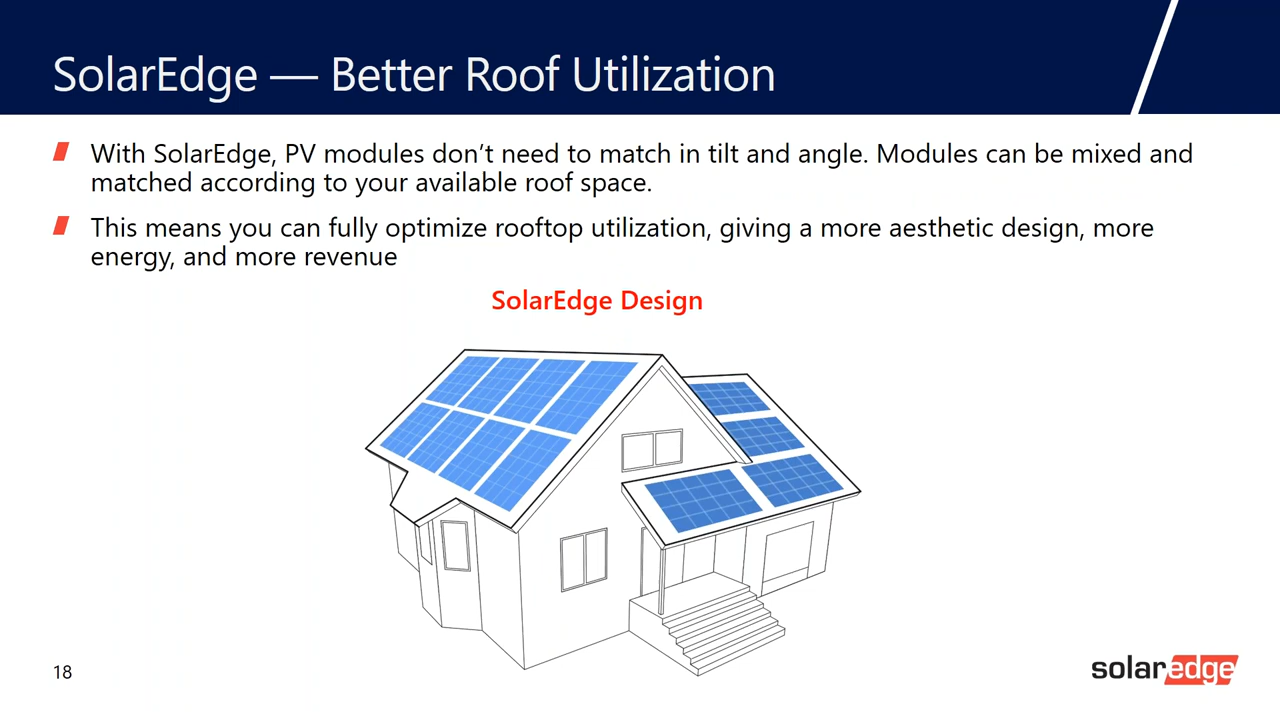 SolarEdge — Better Roof Utilization
With SolarEdge, PV modules don’t need to match in tilt and angle. Modules can be mixed and
matched according to your available roof space.
This means you can fully optimize rooftop utilization, giving a more aesthetic design, more
energy, and more revenue
SolarEdge Design
18
solaredge